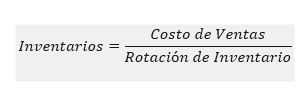 Inventarios = Costo de Ventas / Rotación de Inventario